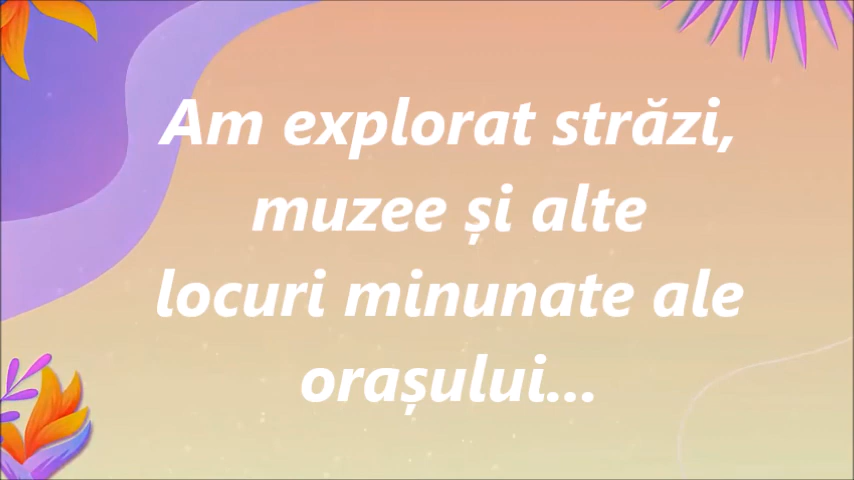 Am explorat străzi,
muzee și alte
locuri minunate ale
orașului...